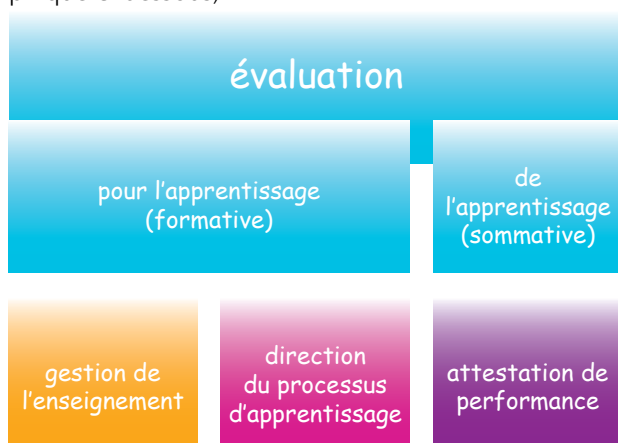 évaluation
pour l'apprentissage
(formative)
de
l'apprentissage
(sommative)
gestion de
l'enseignement
direction
du processus
d'apprentissage
attestation de
performance